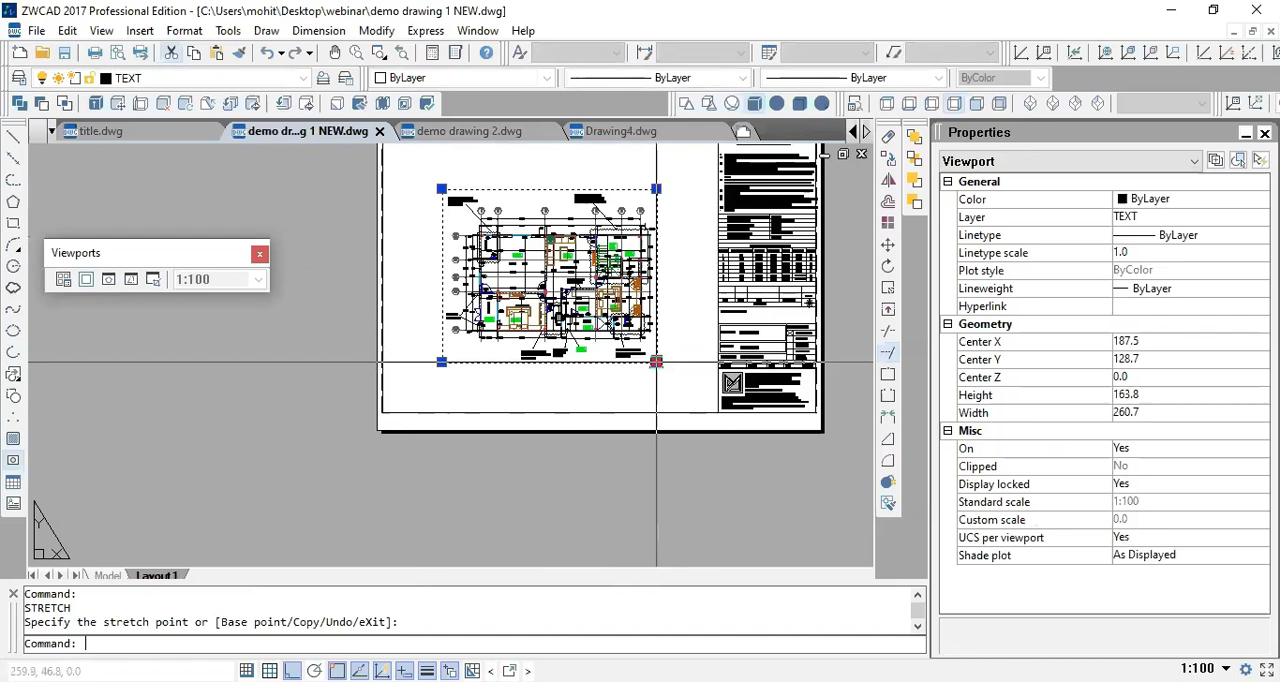 ZWCAD 2017 Professional Edition - [C:\Users\mohit\Desktop\webinar\demo drawing 1 NEW.dwg]
File Edit View Insert Format Tools Draw Dimension Modify Express Window Help
TEXT ByLayer ByLayer ByLayer ByColor
title.dwg demo dr...g 1 NEW.dwg demo drawing 2.dwg Drawing4.dwg
Viewports
1:100
Properties
Viewport
General
Color ByLayer
Layer TEXT
Linetype ByLayer
Linetype scale 1.0
Plot style ByColor
Lineweight ByLayer
Hyperlink
Geometry
Center X 187.5
Center Y 128.7
Center Z 0.0
Height 163.8
Width 260.7
Misc
On Yes
Clipped No
Display locked Yes
Standard scale 1:100
Custom scale 0.0
UCS per viewport Yes
Shade plot As Displayed
Y
X
Model Layout1
Command:
STRETCH
Specify the stretch point or [Base point/Copy/Undo/eXit]:
Command:
259.9, 46.8, 0.0
1:100